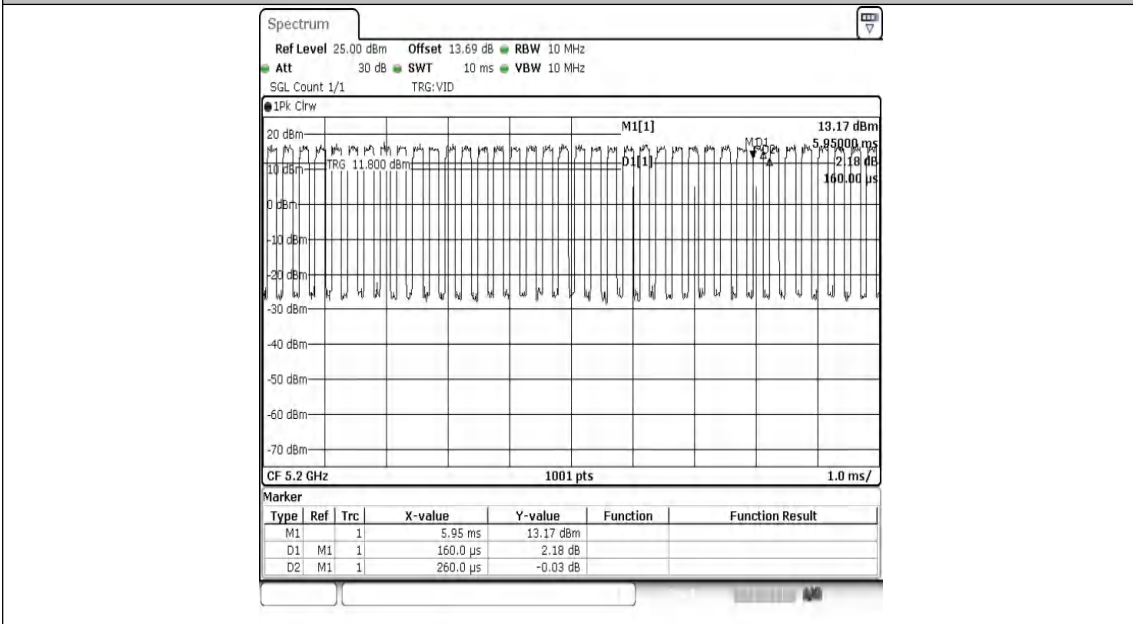 Spectrum
Ref Level 25.00 dBm Offset 13.69 dB RBW 10 MHz
Att 30 dB SWT 10 ms VBW 10 MHz
SGL Count 1/1 TRG:VID
1Pk Clrw
M1[1] 13.17 dBm
5.95000 ms
D1[1] 2.18 dB
160.00 µs
20 dBm
10 dBm
TRG 11.800 dBm
0 dBm
-10 dBm
-20 dBm
-30 dBm
-40 dBm
-50 dBm
-60 dBm
-70 dBm
CF 5.2 GHz 1001 pts 1.0 ms/
Marker
Type Ref Trc X-value Y-value Function Function Result
M1 1 5.95 ms 13.17 dBm
D1 M1 1 160.0 µs 2.18 dB
D2 M1 1 260.0 µs -0.03 dB